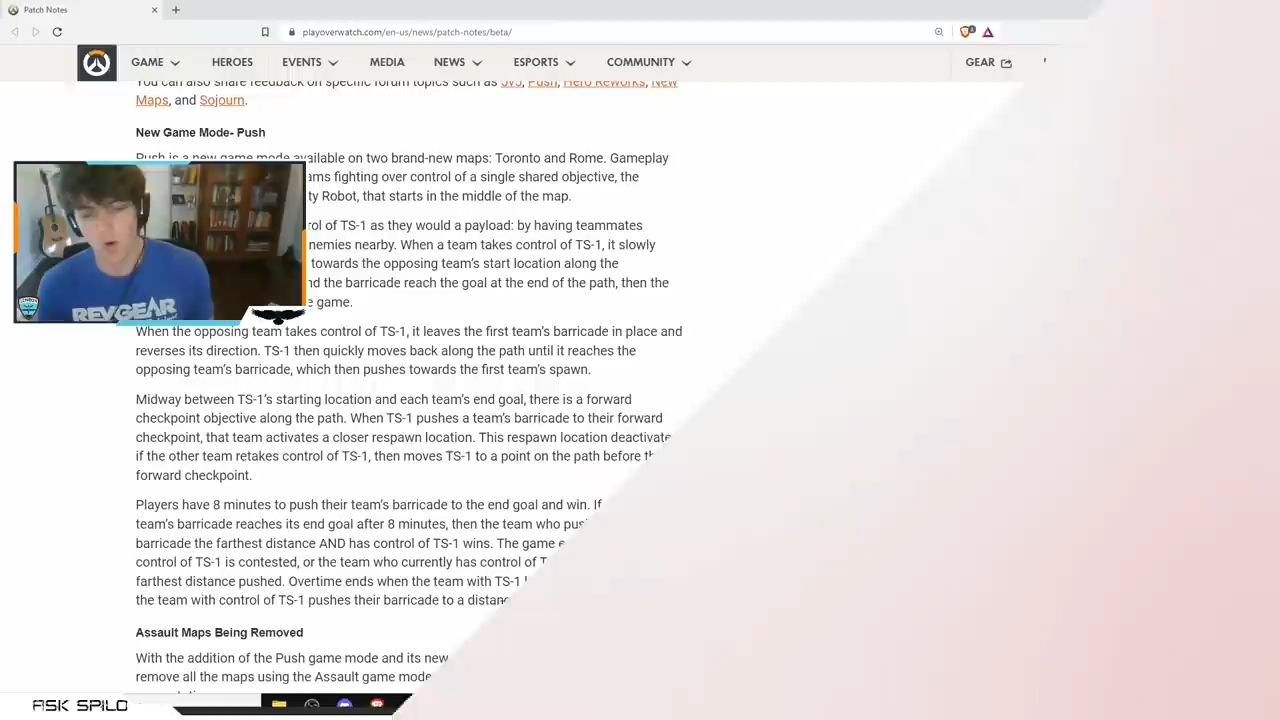 Patch Notes
playoverwatch.com/en-us/news/patch-notes/beta/
GAME HEROES EVENTS MEDIA NEWS ESPORTS COMMUNITY GEAR
You can also share feedback on specific forum topics such as 5v5, Push, Hero Reworks, New
Maps, and Sojourn.
New Game Mode- Push
Push is a new game mode available on two brand-new maps: Toronto and Rome. Gameplay
ams fighting over control of a single shared objective, the
ty Robot, that starts in the middle of the map.
rol of TS-1 as they would a payload: by having teammates
nemies nearby. When a team takes control of TS-1, it slowly
towards the opposing team's start location along the
nd the barricade reach the goal at the end of the path, then the
e game.
REVGEAR
When the opposing team takes control of TS-1, it leaves the first team's barricade in place and
reverses its direction. TS-1 then quickly moves back along the path until it reaches the
opposing team's barricade, which then pushes towards the first team's spawn.
Midway between TS-1's starting location and each team's end goal, there is a forward
checkpoint objective along the path. When TS-1 pushes a team's barricade to their forward
checkpoint, that team activates a closer respawn location. This respawn location deactivate
if the other team retakes control of TS-1, then moves TS-1 to a point on the path before th
forward checkpoint.
Players have 8 minutes to push their team's barricade to the end goal and win. If
team's barricade reaches its end goal after 8 minutes, then the team who pus
barricade the farthest distance AND has control of TS-1 wins. The game e
control of TS-1 is contested, or the team who currently has control of T
farthest distance pushed. Overtime ends when the team with TS-1
the team with control of TS-1 pushes their barricade to a distanc
Assault Maps Being Removed
With the addition of the Push game mode and its new
remove all the maps using the Assault game mode
ASK SPILO